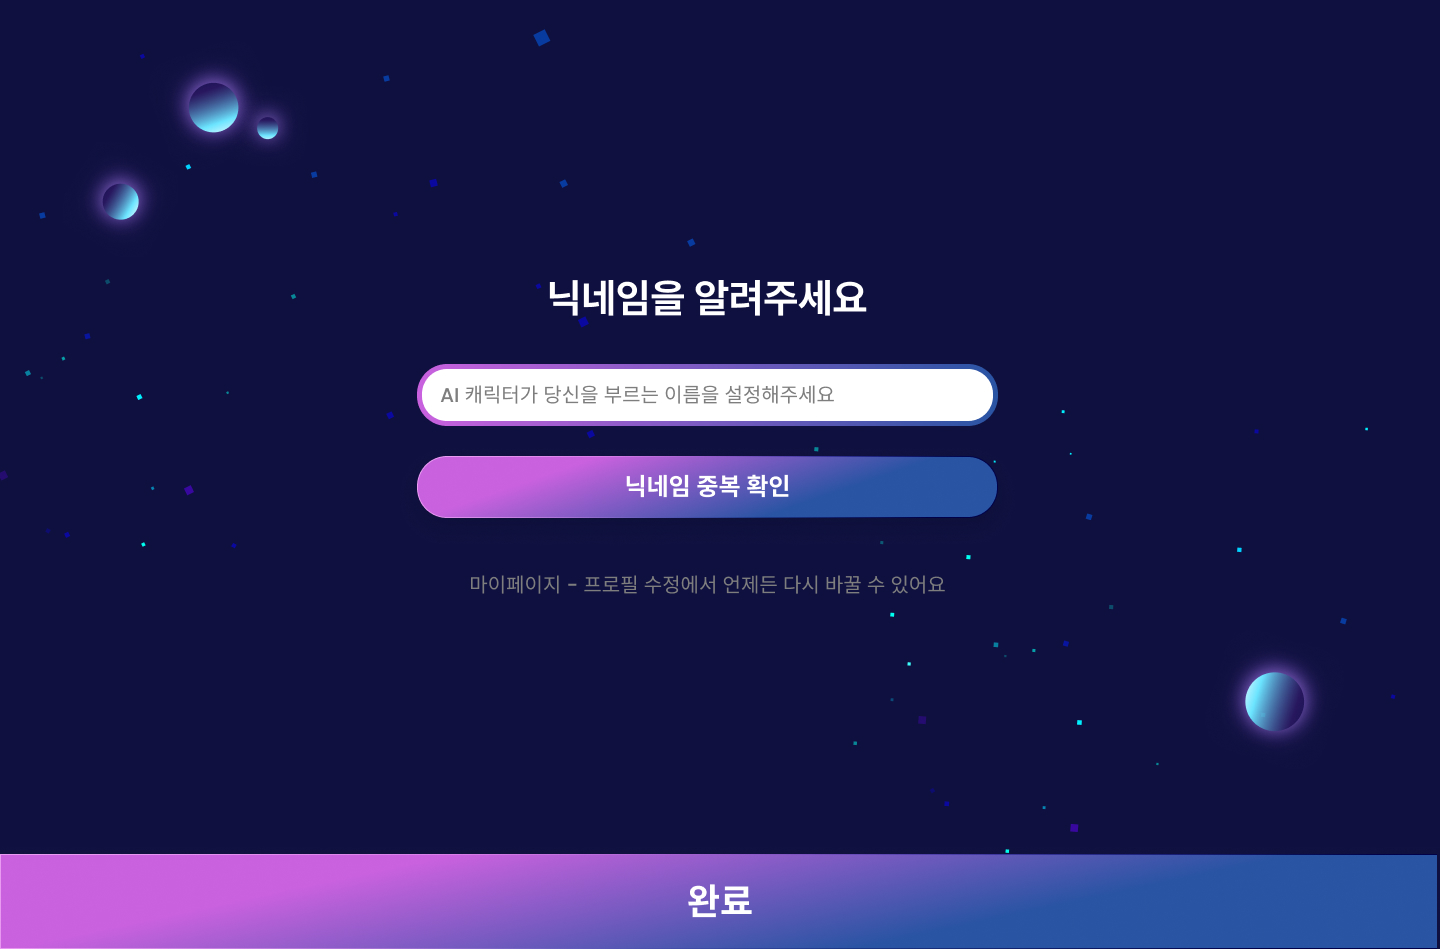 닉네임을 알려주세요
AI 캐릭터가 당신을 부르는 이름을 설정해주세요
닉네임 중복 확인
마이페이지 - 프로필 수정에서 언제든 다시 바꿀 수 있어요
완료